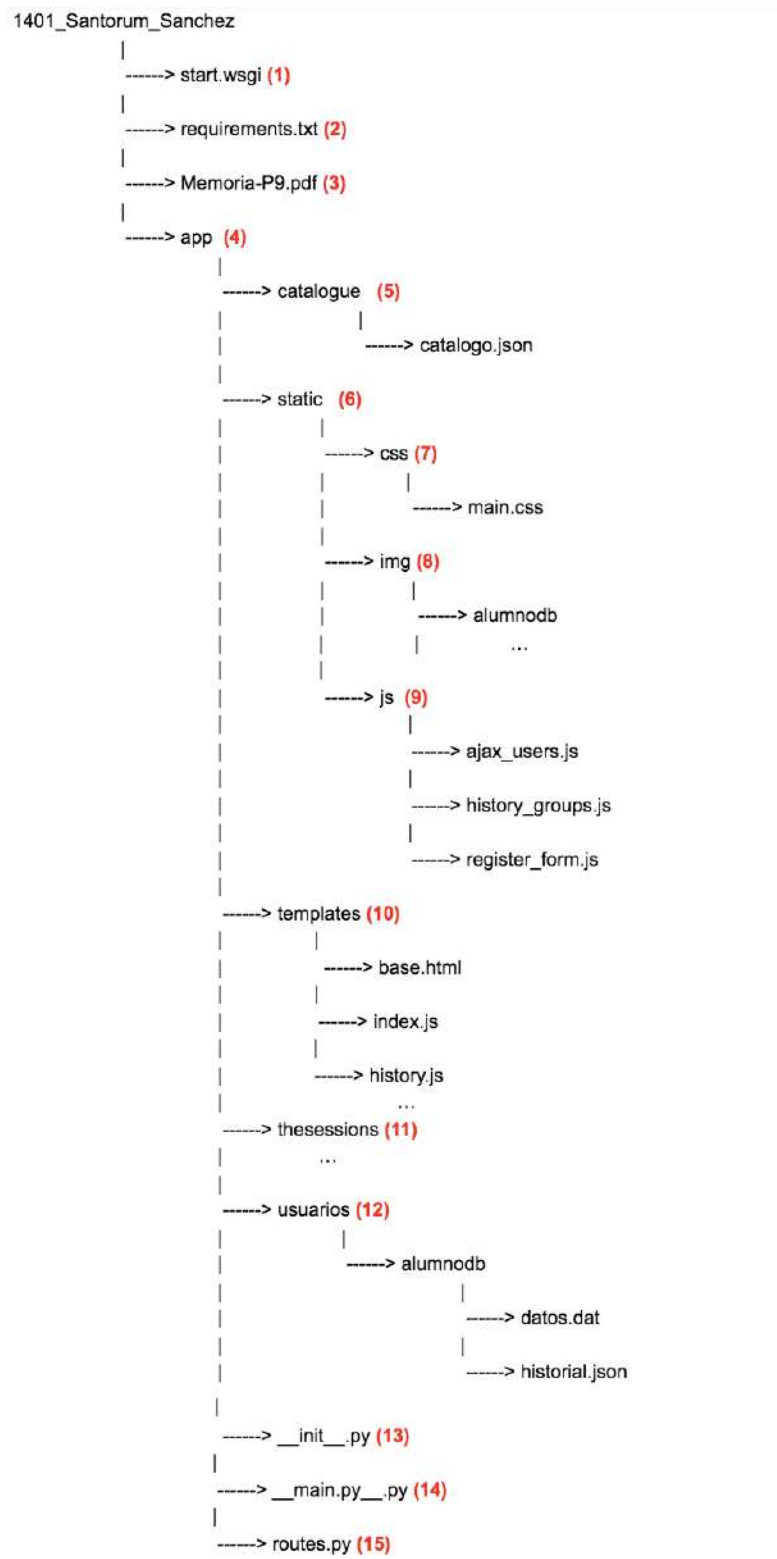 1401_Santorum_Sanchez
|
------> start.wsgi (1)
|
------> requirements.txt (2)
|
------> Memoria-P9.pdf (3)
|
------> app (4)
|
------> catalogue (5)
| |
| ------> catalogo.json
|
------> static (6)
| |
| ------> css (7)
| | |
| | ------> main.css
| |
| ------> img (8)
| | |
| | ------> alumnodb
| | | ...
| |
| ------> js (9)
| |
| ------> ajax_users.js
| |
| ------> history_groups.js
| |
| ------> register_form.js
|
------> templates (10)
| |
| ------> base.html
| |
| ------> index.js
| |
| ------> history.js
| ...
------> thesessions (11)
| ...
|
------> usuarios (12)
| |
| ------> alumnodb
| |
| ------> datos.dat
| |
| ------> historial.json
|
------> __init__.py (13)
|
------> __main.py__.py (14)
|
------> routes.py (15)